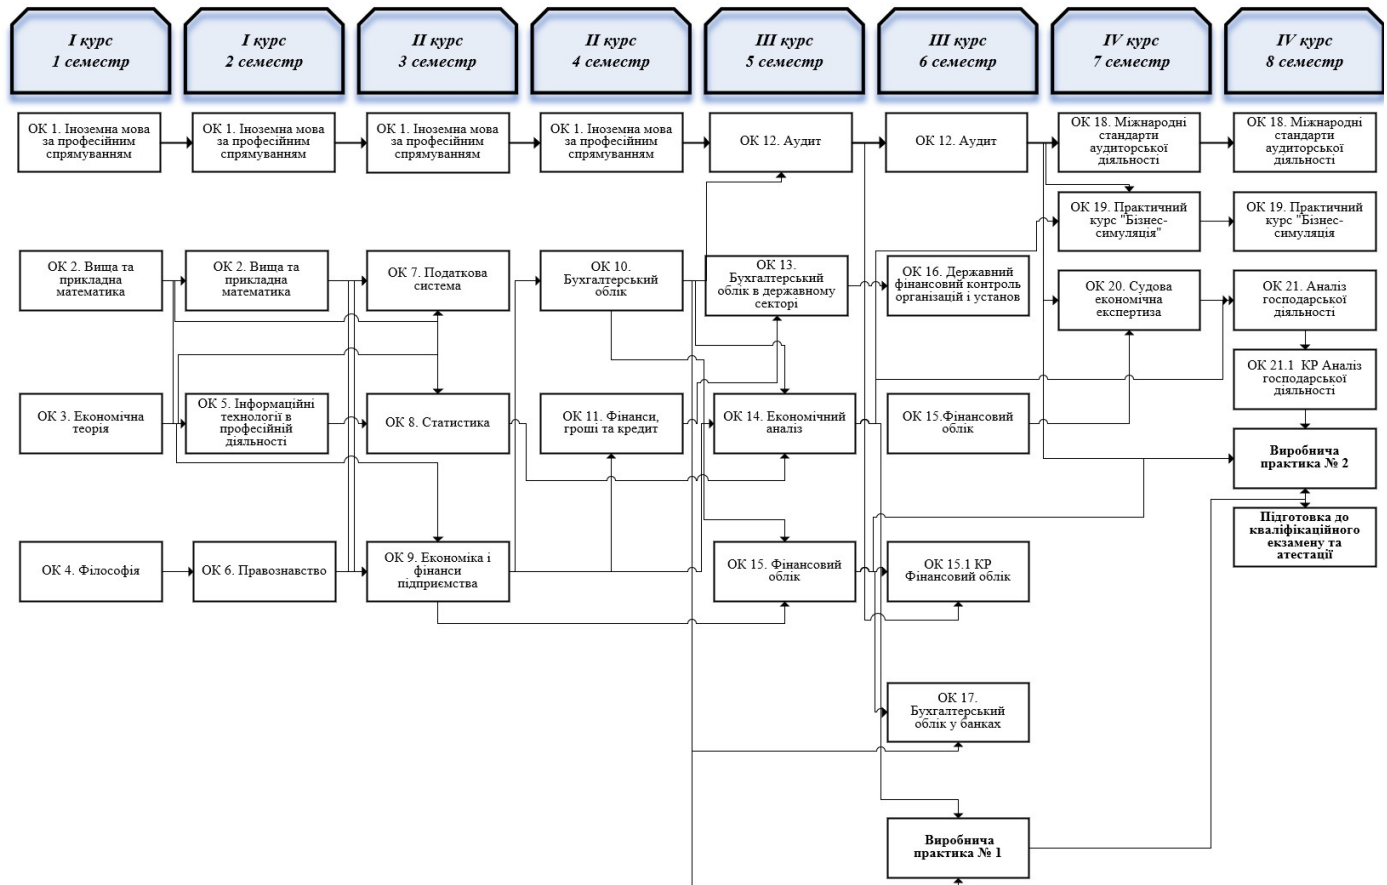 I курс
1 семестр
I курс
2 семестр
II курс
3 семестр
II курс
4 семестр
III курс
5 семестр
III курс
6 семестр
IV курс
7 семестр
IV курс
8 семестр
ОК 1. Іноземна мова
за професійним
спрямуванням
ОК 1. Іноземна мова
за професійним
спрямуванням
ОК 1. Іноземна мова
за професійним
спрямуванням
ОК 1. Іноземна мова
за професійним
спрямуванням
ОК 12. Аудит
ОК 12. Аудит
ОК 18. Міжнародні
стандарти
аудиторської
діяльності
ОК 18. Міжнародні
стандарти
аудиторської
діяльності
ОК 19. Практичний
курс "Бізнес-
симуляція"
ОК 19. Практичний
курс "Бізнес-
симуляція
ОК 2. Вища та
прикладна
математика
ОК 2. Вища та
прикладна
математика
ОК 7. Податкова
система
ОК 10.
Бухгалтерський
облік
ОК 13.
Бухгалтерський
облік в державному
секторі
ОК 16. Державний
фінансовий контроль
організацій і установ
ОК 20. Судова
економічна
експертиза
ОК 21. Аналіз
господарської
діяльності
ОК 21.1 КР Аналіз
господарської
діяльності
ОК 3. Економічна
теорія
ОК 5. Інформаційні
технології в
професійній
діяльності
ОК 8. Статистика
ОК 11. Фінанси,
гроші та кредит
ОК 14. Економічний
аналіз
ОК 15.Фінансовий
облік
Виробнича
практика № 2
Підготовка до
кваліфікаційного
екзамену та
атестації
ОК 4. Філософія
ОК 6. Правознавство
ОК 9. Економіка і
фінанси
підприємства
ОК 15. Фінансовий
облік
ОК 15.1 КР
Фінансовий облік
ОК 17.
Бухгалтерський
облік у банках
Виробнича
практика № 1